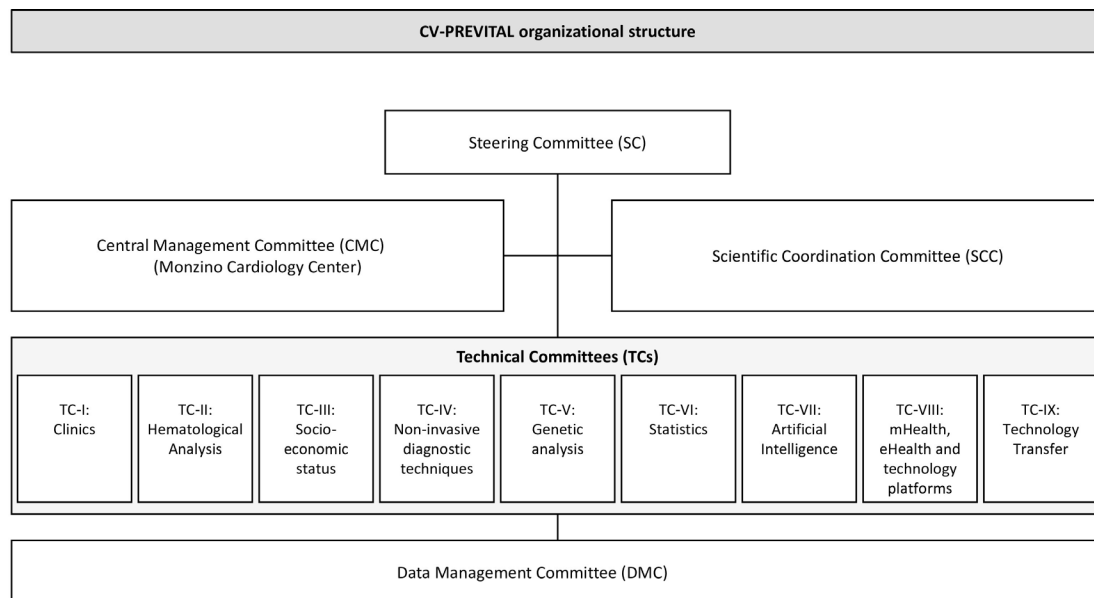 CV-PREVITAL organizational structure
Steering Committee (SC)
Central Management Committee (CMC)
(Monzino Cardiology Center)
Scientific Coordination Committee (SCC)
Technical Committees (TCs)
TC-I:
Clinics
TC-II:
Hematological
Analysis
TC-III:
Socio-
economic
status
TC-IV:
Non-invasive
diagnostic
techniques
TC-V:
Genetic
analysis
TC-VI:
Statistics
TC-VII:
Artificial
Intelligence
TC-VIII:
mHealth,
eHealth and
technology
platforms
TC-IX:
Technology
Transfer
Data Management Committee (DMC)